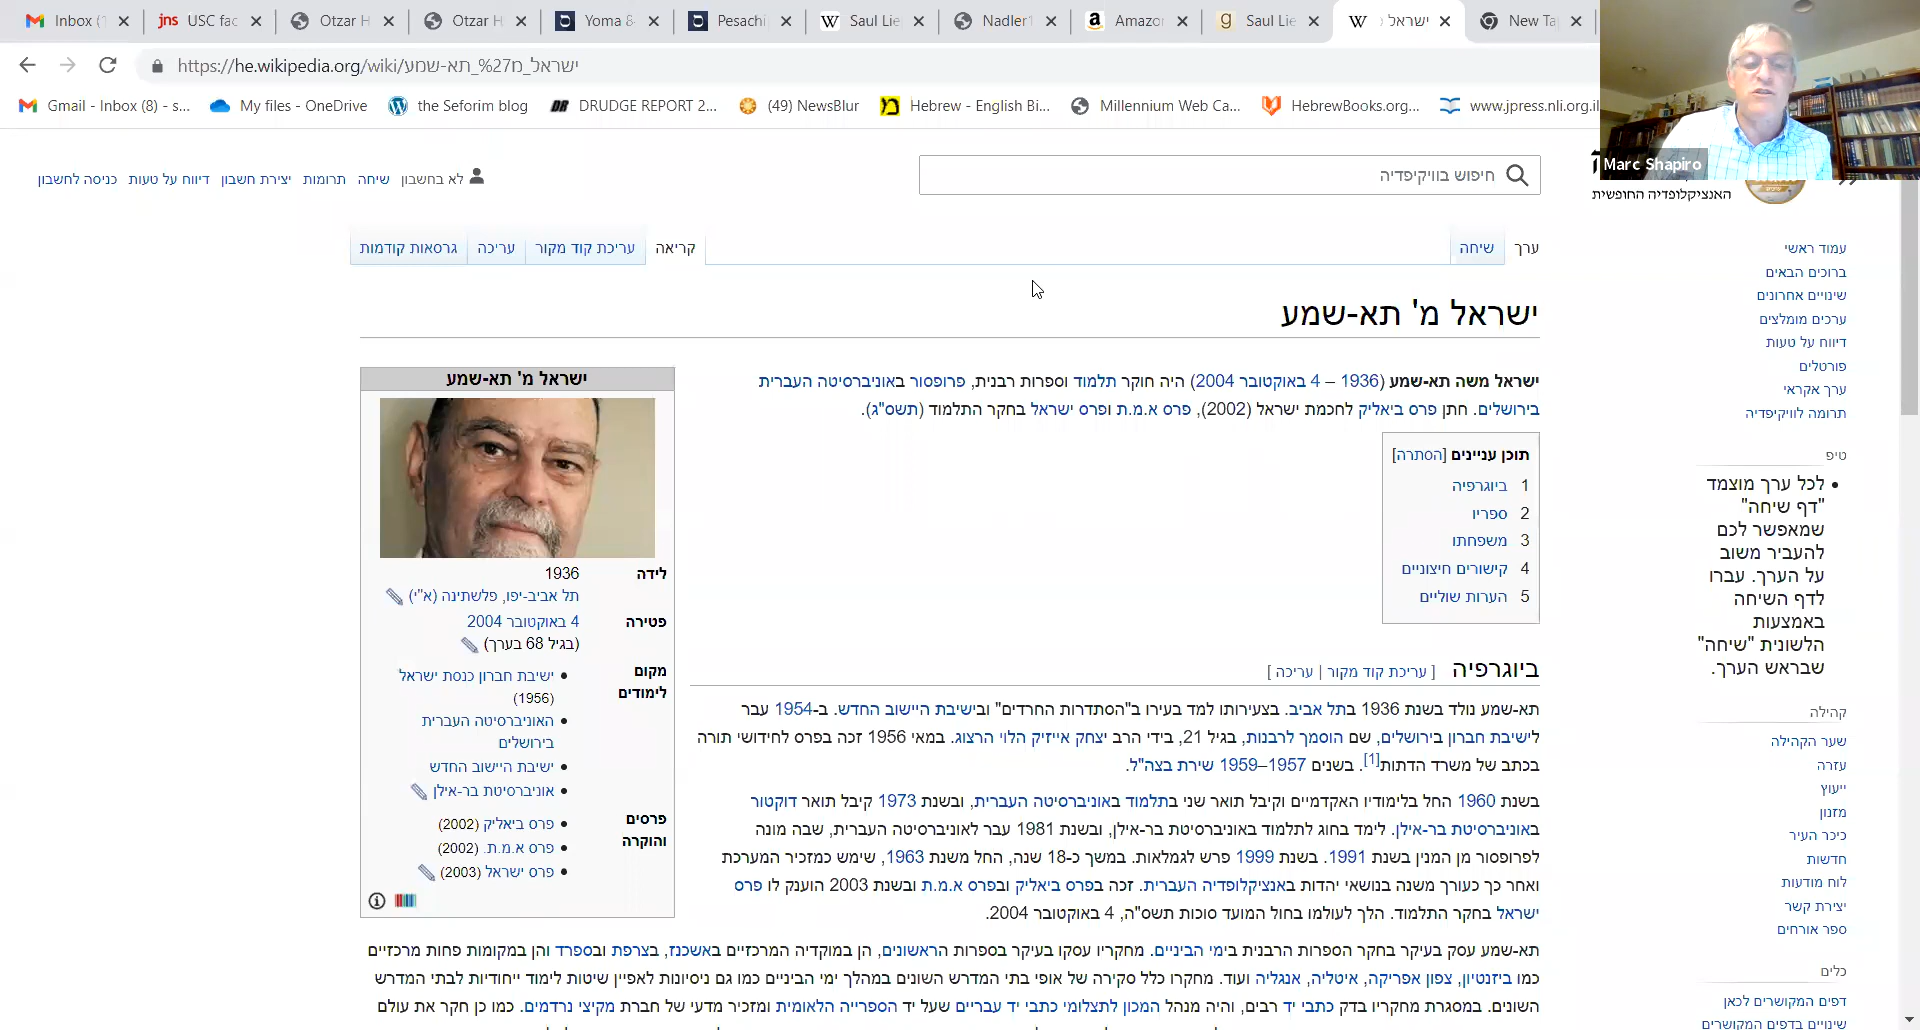 Inbox (1
USC fac
Otzar H
Otzar H
Yoma 8
Pesachi
Saul Lie
Nadler1
Amazon
Saul Lie
ישראל מ
New Ta
https://he.wikipedia.org/wiki/ישראל_מ%27_תא-שמע
Gmail - Inbox (8) - s...
My files - OneDrive
the Seforim blog
DRUDGE REPORT 2...
(49) NewsBlur
Hebrew - English Bi...
Millennium Web Ca...
HebrewBooks.org...
www.jpress.nli.org.il
Marc Shapiro
האנציקלופדיה החופשית
חיפוש בוויקיפדיה
לא בחשבון שיחה תרומות יצירת חשבון דיווח על טעות כניסה לחשבון
ערך שיחה
קריאה עריכת קוד מקור עריכה גרסאות קודמות
ישראל מ' תא-שמע
ישראל משה תא-שמע (1936 – 4 באוקטובר 2004) היה חוקר תלמוד וספרות רבנית, פרופסור באוניברסיטה העברית
בירושלים. חתן פרס ביאליק לחכמת ישראל (2002), פרס א.מ.ת ופרס ישראל בחקר התלמוד (תשס"ג).
תוכן עניינים [הסתרה]
1 ביוגרפיה
2 ספריו
3 משפחתו
4 קישורים חיצוניים
5 הערות שוליים
ביוגרפיה [ עריכת קוד מקור | עריכה ]
תא-שמע נולד בשנת 1936 בתל אביב. בצעירותו למד בעירו ב"הסתדרות החרדים" ובישיבת היישוב החדש. ב-1954 עבר
לישיבת חברון בירושלים, שם הוסמך לרבנות, בגיל 21, בידי הרב יצחק אייזיק הלוי הרצוג. במאי 1956 זכה בפרס לחידושי תורה
בכתב של משרד הדתות[1]. בשנים 1957–1959 שירת בצה"ל.
בשנת 1960 החל בלימודיו האקדמיים וקיבל תואר שני בתלמוד באוניברסיטה העברית, ובשנת 1973 קיבל תואר דוקטור
באוניברסיטת בר-אילן. לימד בחוג לתלמוד באוניברסיטת בר-אילן, ובשנת 1981 עבר לאוניברסיטה העברית, שבה מונה
לפרופסור מן המנין בשנת 1991. בשנת 1999 פרש לגמלאות. במשך כ-18 שנה, החל משנת 1963, שימש כמזכיר המערכת
ואחר כך כעורך משנה בנושאי יהדות באנציקלופדיה העברית. זכה בפרס ביאליק ובפרס א.מ.ת ובשנת 2003 הוענק לו פרס
ישראל בחקר התלמוד. הלך לעולמו בחול המועד סוכות תשס"ה, 4 באוקטובר 2004.
תא-שמע עסק בעיקר בחקר הספרות הרבנית בימי הביניים. מחקריו עסקו בעיקר בספרות הראשונים, הן במוקדיה המרכזיים באשכנז, בצרפת ובספרד והן במקומות פחות מרכזיים
כמו ביזנטיון, צפון אפריקה, איטליה, אנגליה ועוד. מחקרו כלל סקירה של אופי בתי המדרש השונים במהלך ימי הביניים כמו גם ניסיונות לאפיין שיטות לימוד ייחודיות לבתי המדרש
השונים. במסגרת מחקריו בדק כתבי יד רבים, והיה מנהל המכון לתצלומי כתבי יד עבריים שעל יד הספרייה הלאומית ומזכיר מדעי של חברת מקיצי נרדמים. כמו כן חקר את עולם
ישראל מ' תא-שמע
לידה 1936
תל אביב-יפו, פלשתינה (א"י)
פטירה 4 באוקטובר 2004
(בגיל 68 בערך)
מקום לימודים
ישיבת חברון כנסת ישראל
(1956)
האוניברסיטה העברית
בירושלים
ישיבת היישוב החדש
אוניברסיטת בר-אילן
פרסים והוקרה
פרס ביאליק (2002)
פרס א.מ.ת. (2002)
פרס ישראל (2003)
עמוד ראשי
ברוכים הבאים
שינויים אחרונים
ערכים מומלצים
דיווח על טעות
פורטלים
ערך אקראי
תרומה לוויקיפדיה
טיפ
לכל ערך מוצמד
"דף שיחה"
שמאפשר לכם
להעביר משוב
על הערך. עברו
לדף השיחה
באמצעות
הלשונית "שיחה"
שבראש הערך.
קהילה
שער הקהילה
עזרה
ייעוץ
מזנון
כיכר העיר
חדשות
לוח מודעות
יצירת קשר
ספר אורחים
כלים
דפים המקושרים לכאן
שינויים בדפים המקושרים